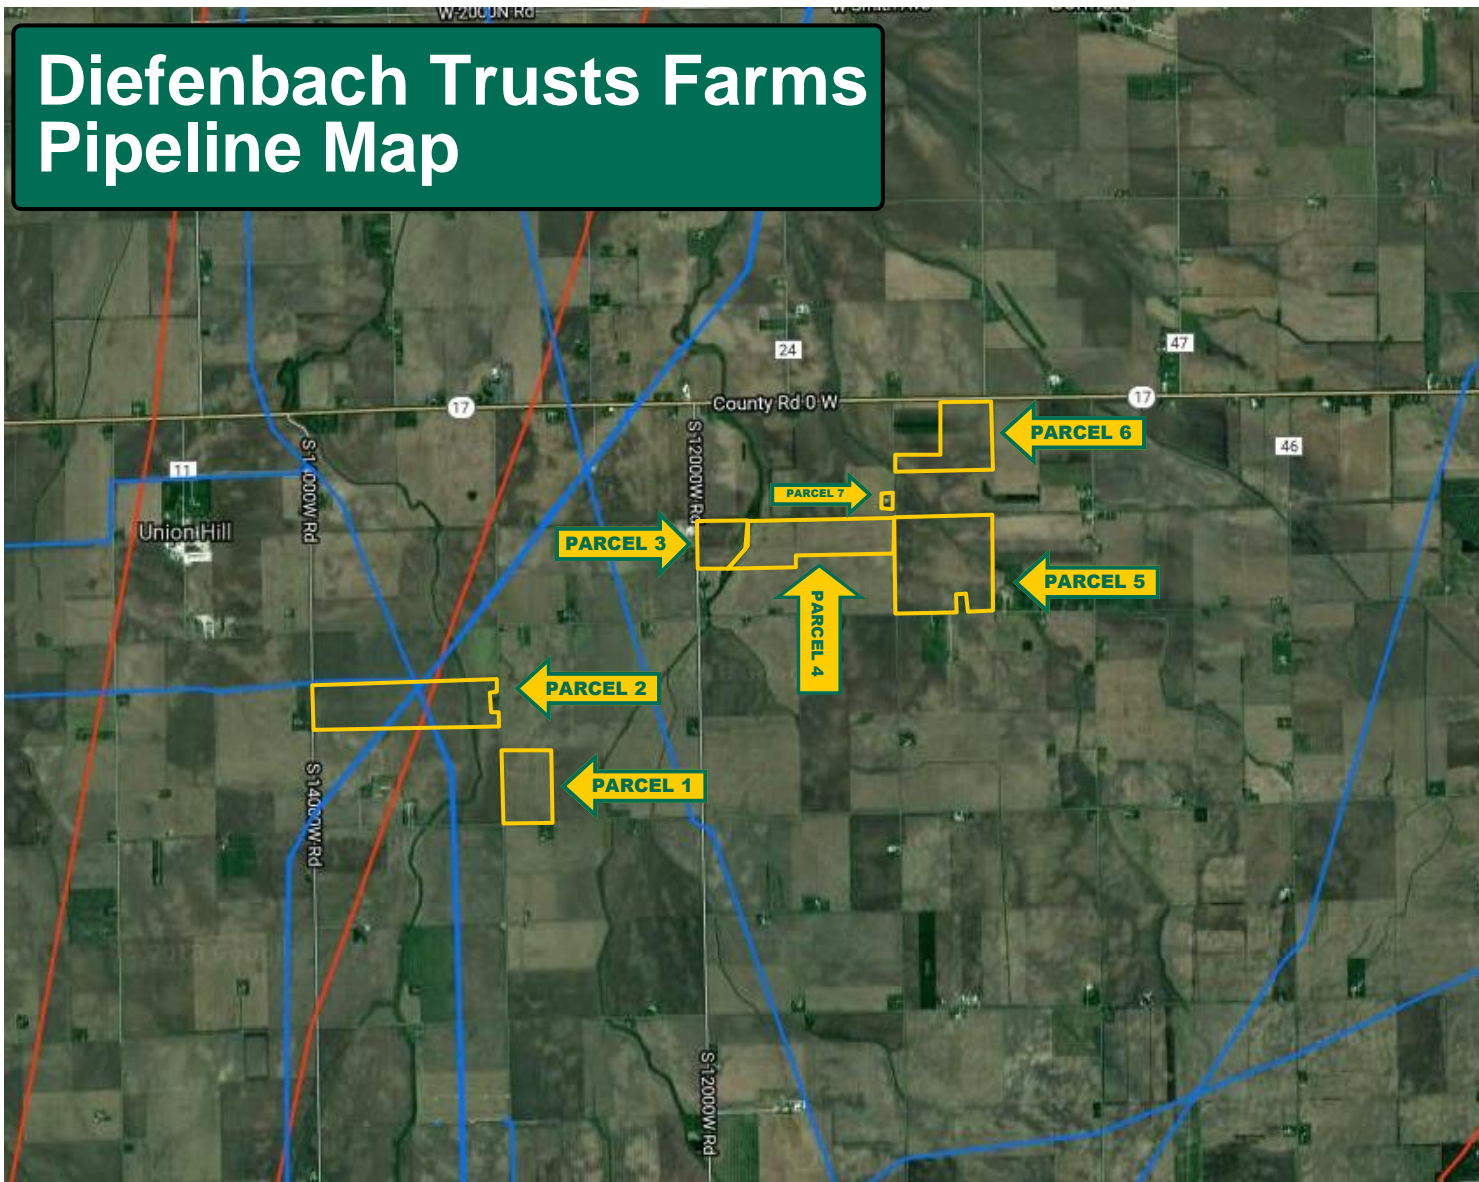 W 2000N Rd
Diefenbach Trusts Farms
Pipeline Map
24
47
17
County Rd 0 W
17
PARCEL 6
46
11
S 14000W Rd
S 12000W Rd
PARCEL 7
Union Hill
PARCEL 3
PARCEL 5
PARCEL 4
PARCEL 2
PARCEL 1
S 14000W Rd
S 12000W Rd